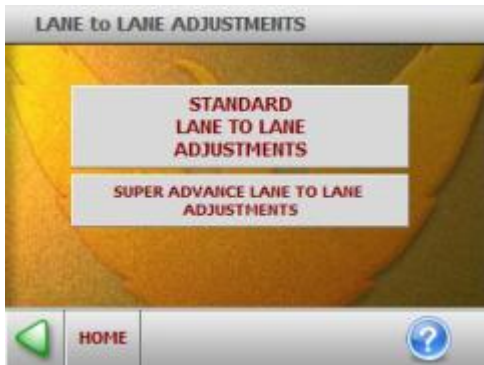 LANE to LANE ADJUSTMENTS
STANDARD
LANE TO LANE
ADJUSTMENTS
SUPER ADVANCE LANE TO LANE
ADJUSTMENTS
HOME
?